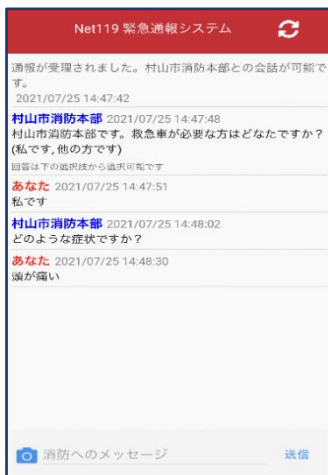 Net119 緊急通報システム
通報が受理されました。村山市消防本部との会話が可能で
す。
2021/07/25 14:47:42
村山市消防本部 2021/07/25 14:47:48
村山市消防本部です。救急車が必要な方はどなたですか？
(私です,他の方です)
回答は下の選択肢から選択可能です
あなた 2021/07/25 14:47:51
私です
村山市消防本部 2021/07/25 14:48:02
どのような症状ですか？
あなた 2021/07/25 14:48:30
頭が痛い
消防へのメッセージ 送信